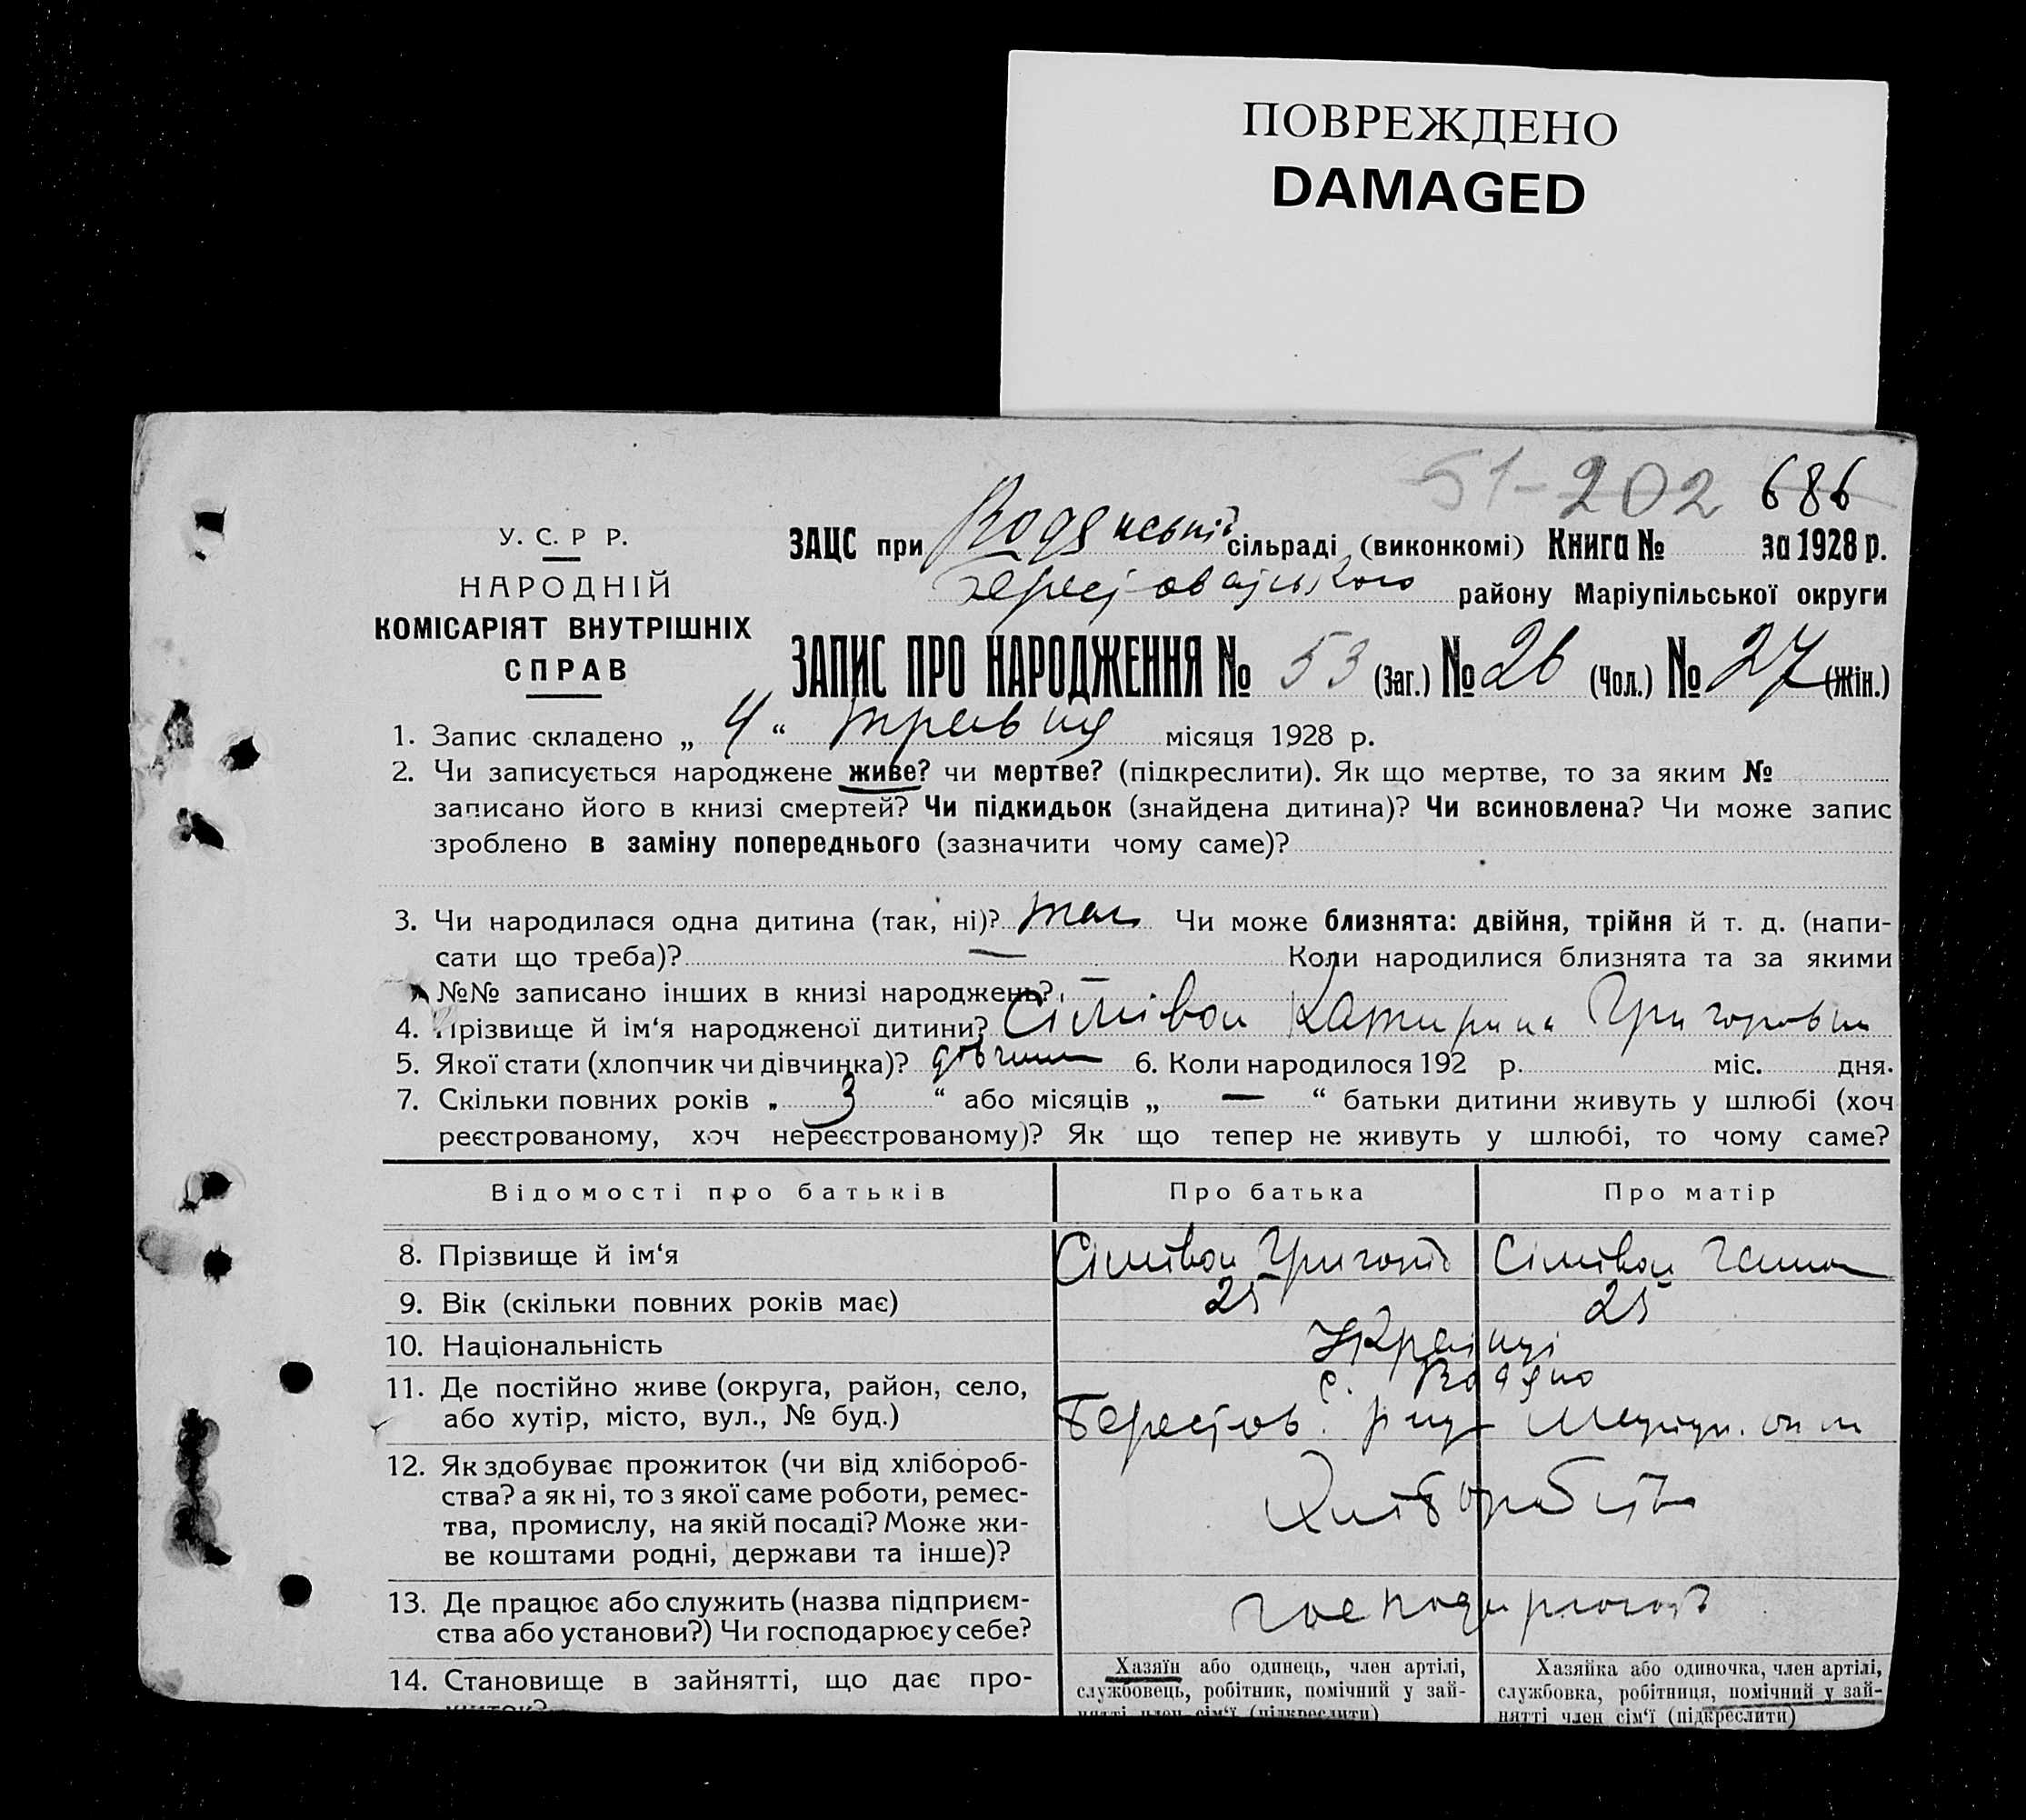 ПОВРЕЖДЕНО
DAMAGED
51-202 686
У. С. Р Р.
НАРОДНІЙ
КОМІСАРІЯТ ВНУТРІШНІХ
СПРАВ
ЗАЦС при Водянській сільраді (виконкомі) Книга № за 1928 р.
району Маріупільської округи
ЗАПИС ПРО НАРОДЖЕННЯ № 53 (Заг.) № 26 (Чол.) № 27 (Жін.)
1. Запис складено „ 4 “ травня місяця 1928 р.
2. Чи записується народжене живе? чи мертве? (підкреслити). Як що мертве, то за яким №
записано його в книзі смертей? Чи підкидьок (знайдена дитина)? Чи всиновлена? Чи може запис
зроблено в заміну попереднього (зазначити чому саме)?
3. Чи народилася одна дитина (так, ні)? так Чи може близнята: двійня, трійня й т. д. (напи-
сати що треба)? — Коли народилися близнята та за якими
№№ записано інших в книзі народжень?
4. Прізвище й ім‘я народженої дитини? Катирина
5. Якої стати (хлопчик чи дівчинка)? 6. Коли народилося 192 р. міс. дня.
7. Скільки повних років „ 3 “ або місяців „ — “ батьки дитини живуть у шлюбі (хоч
реєстрованому, хоч нереєстрованому)? Як що тепер не живуть у шлюбі, то чому саме?
Відомості про батьків Про батька Про матір
8. Прізвище й ім‘я
9. Вік (скільки повних років має) 25 25
10. Національність Українці
11. Де постійно живе (округа, район, село, с. Водяно
або хутір, місто, вул., № буд.) Берестов.
12. Як здобуває прожиток (чи від хлібороб-
ства? а як ні, то з якої саме роботи, ремес-
тва, промислу, на якій посаді? Може жи-
ве коштами родні, держави та інше)?
13. Де працює або служить (назва підприєм-
ства або установи?) Чи господарює у себе?
14. Становище в зайнятті, що дає про-
житок?
Хазяїн або одинець, член артілі,
службовець, робітник, помічний у зай-
нятті член сім‘ї (підкреслити)
Хазяйка або одиночка, член артілі,
службовка, робітниця, помічний у зай-
нятті член сім‘ї (підкреслити)